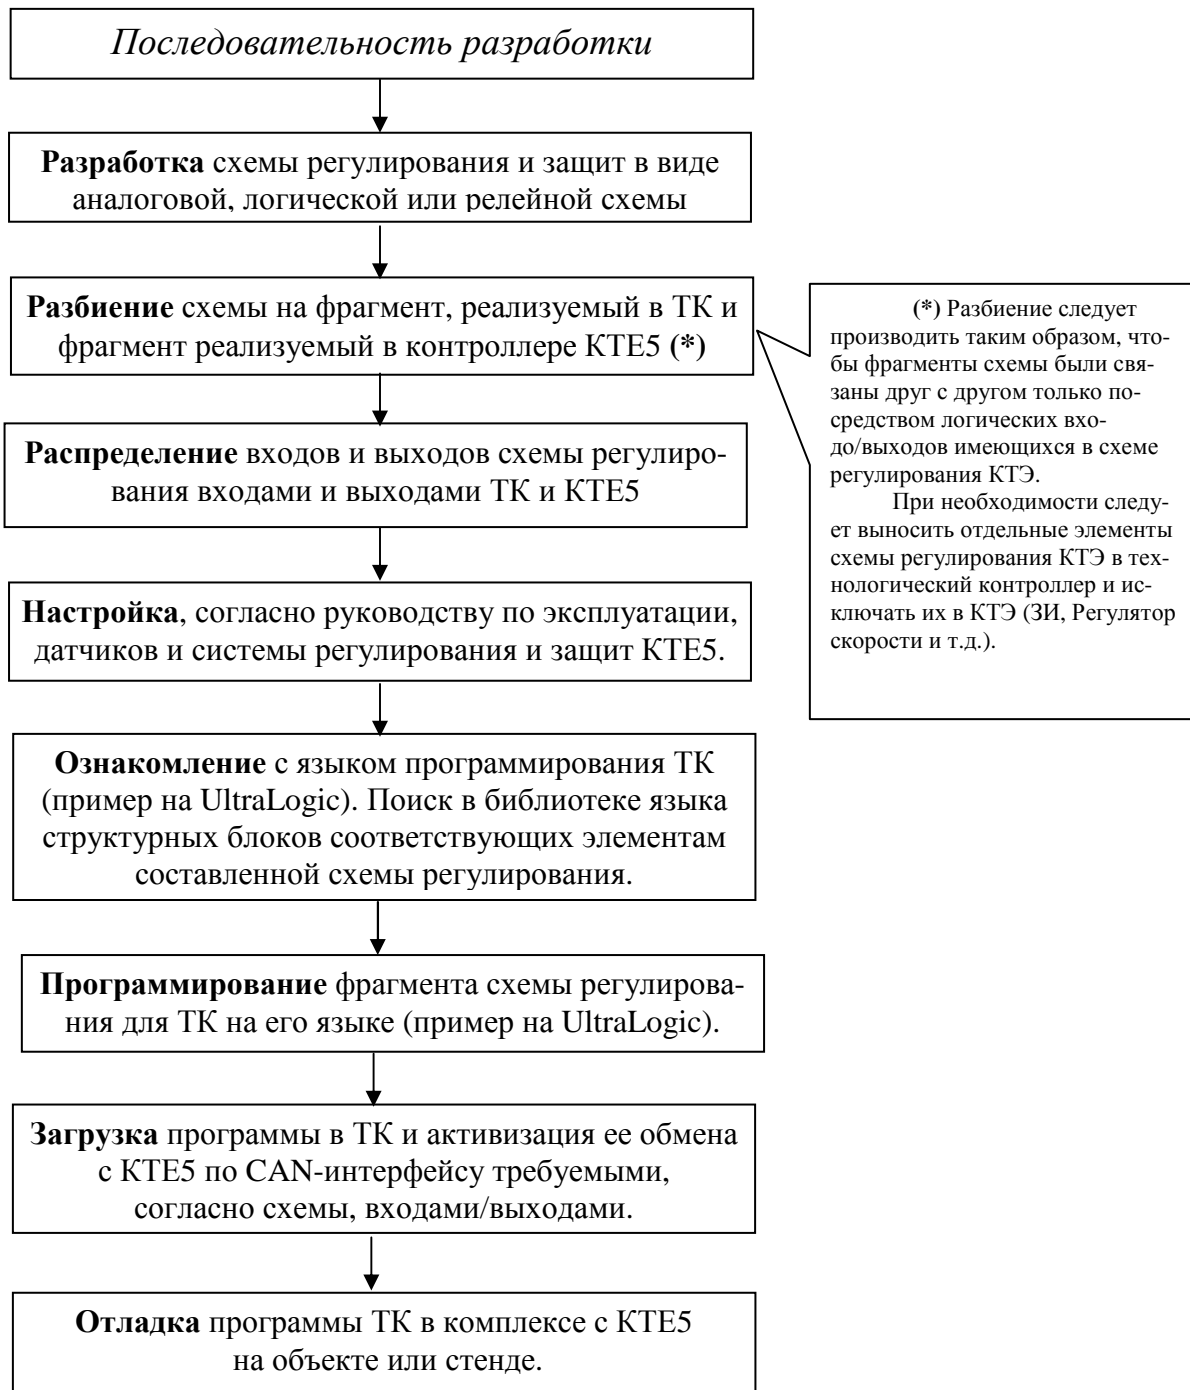 Последовательность разработки
Разработка схемы регулирования и защит в виде
аналоговой, логической или релейной схемы
Разбиение схемы на фрагмент, реализуемый в ТК и
фрагмент реализуемый в контроллере КТЕ5 (*)
(*) Разбиение следует
производить таким образом, что-
бы фрагменты схемы были свя-
заны друг с другом только по-
средством логических вхо-
до/выходов имеющихся в схеме
регулирования КТЭ.
При необходимости следу-
ет выносить отдельные элементы
схемы регулирования КТЭ в тех-
нологический контроллер и ис-
ключать их в КТЭ (ЗИ, Регулятор
скорости и т.д.).
Распределение входов и выходов схемы регулиро-
вания входами и выходами ТК и КТЕ5
Настройка, согласно руководству по эксплуатации,
датчиков и системы регулирования и защит КТЕ5.
Ознакомление с языком программирования ТК
(пример на UltraLogic). Поиск в библиотеке языка
структурных блоков соответствующих элементам
составленной схемы регулирования.
Программирование фрагмента схемы регулирова-
ния для ТК на его языке (пример на UltraLogic).
Загрузка программы в ТК и активизация ее обмена
с КТЕ5 по CAN-интерфейсу требуемыми,
согласно схемы, входами/выходами.
Отладка программы ТК в комплексе с КТЕ5
на объекте или стенде.